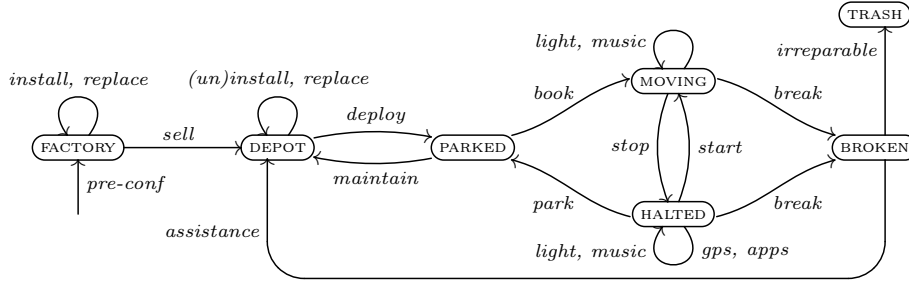 TRASH
irreparable
light, music
install, replace
(un)install, replace
MOVING
book
break
deploy
sell
FACTORY
DEPOT
PARKED
stop
start
BROKEN
maintain
pre-conf
park
break
HALTED
assistance
light, music
gps, apps